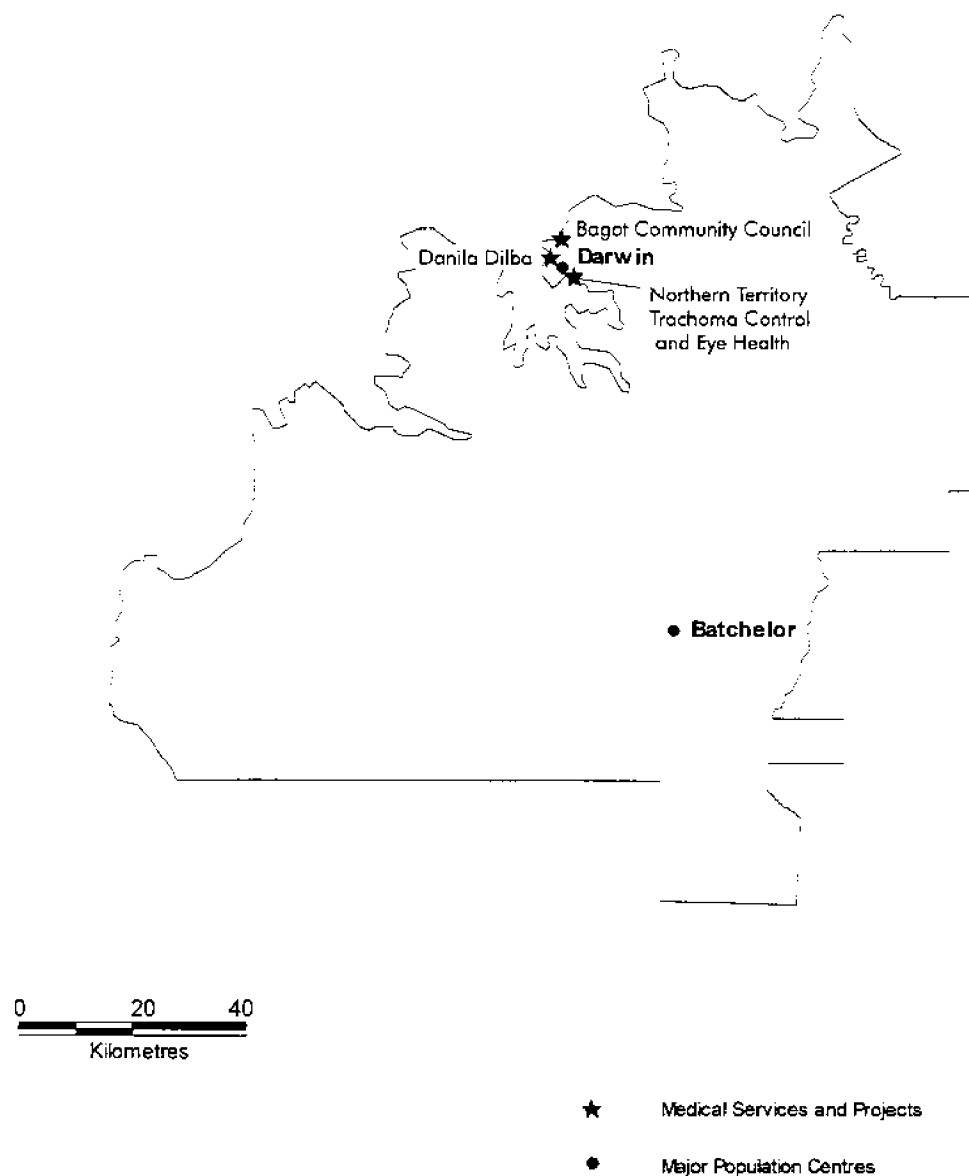 Bagot Community Council
Danila Dilba
Darwin
Northern Territory
Trachoma Control
and Eye Health
Batchelor
0 20 40
Kilometres
Medical Services and Projects
Major Population Centres